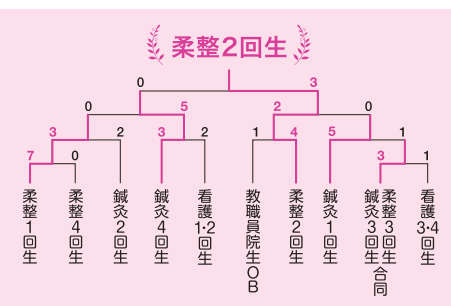 柔整2回生
0 3
0 5 2 0
3 2 3 2 1 4 5 1
7 0 3 1
柔整1回生
柔整4回生
鍼灸2回生
鍼灸4回生
看護1・2回生
教職員院生OB
柔整2回生
鍼灸1回生
柔整3回生
鍼灸3回生
合同
看護3・4回生